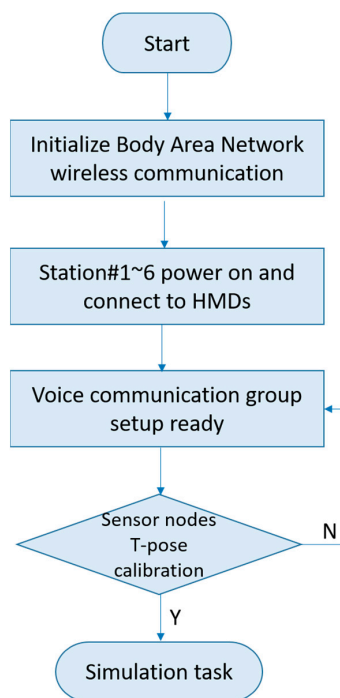 Start
Initialize Body Area Network
wireless communication
Station#1~6 power on and
connect to HMDs
Voice communication group
setup ready
Sensor nodes
T-pose
calibration
N
Y
Simulation task